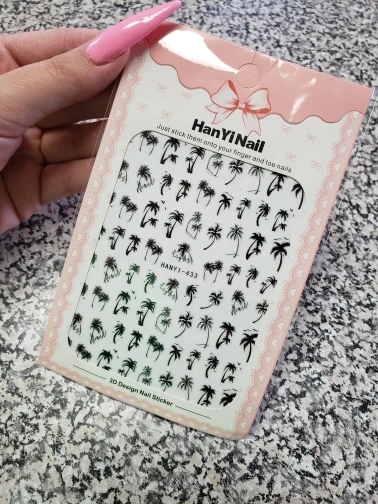 HanYiNail
Just stick them onto your finger and toe nails
HANYI-433
3D Design Nail Sticker